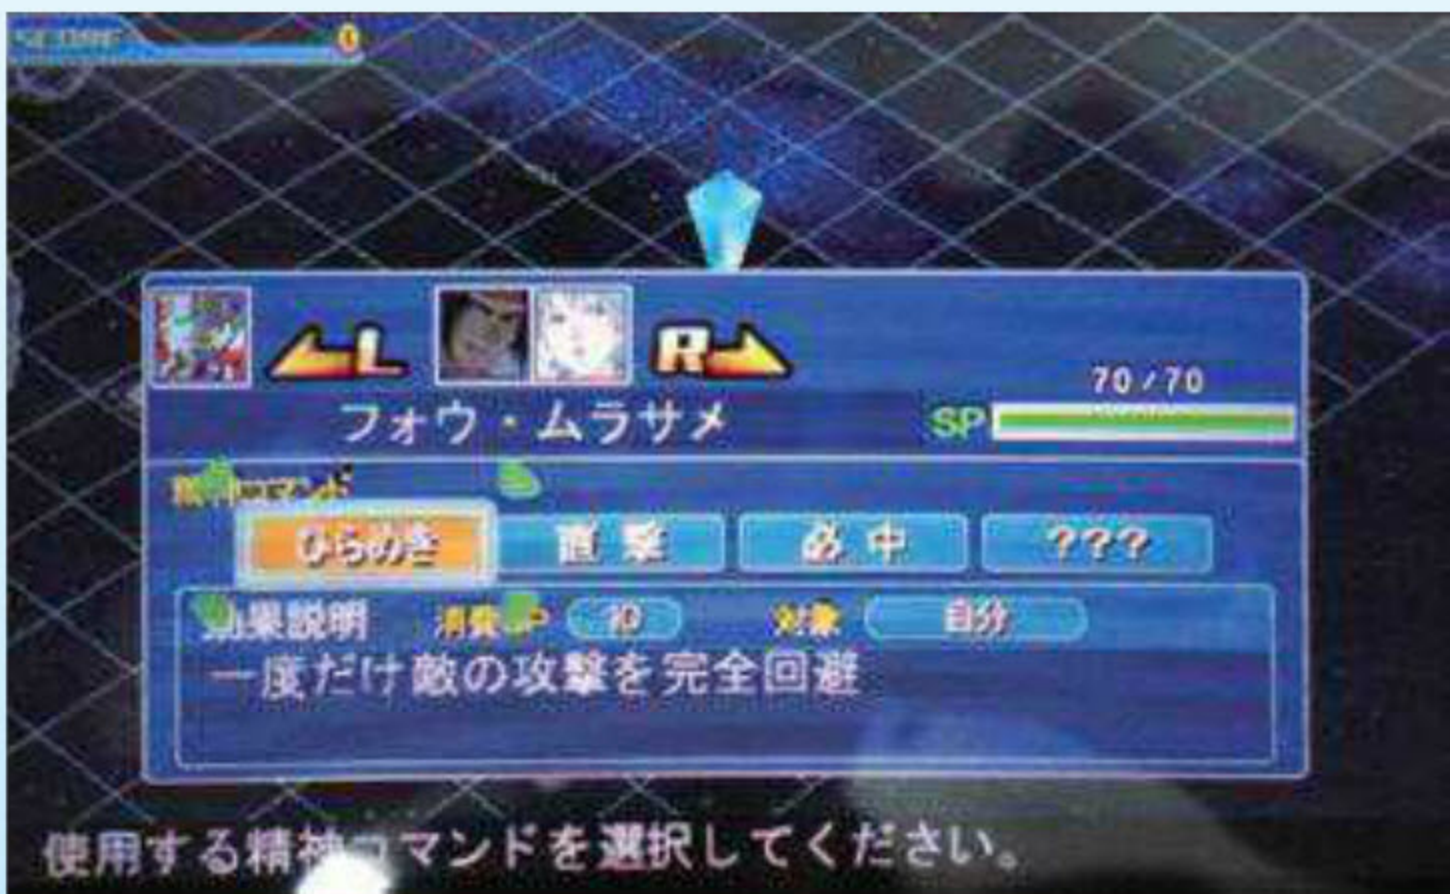 0
L R
70/70
フォウ・ムラサメ SP
ひらめき 直撃 必中 ???
効果説明 消費SP 10 対象 自分
一度だけ敵の攻撃を完全回避
使用する精神コマンドを選択してください。